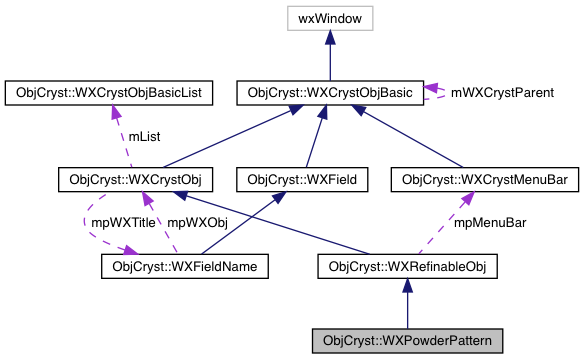 wxWindow
ObjCryst::WXCrystObjBasicList
ObjCryst::WXCrystObjBasic
mWXCrystParent
mList
ObjCryst::WXCrystObj
ObjCryst::WXField
ObjCryst::WXCrystMenuBar
mpWXTitle
mpWXObj
mpMenuBar
ObjCryst::WXFieldName
ObjCryst::WXRefinableObj
ObjCryst::WXPowderPattern